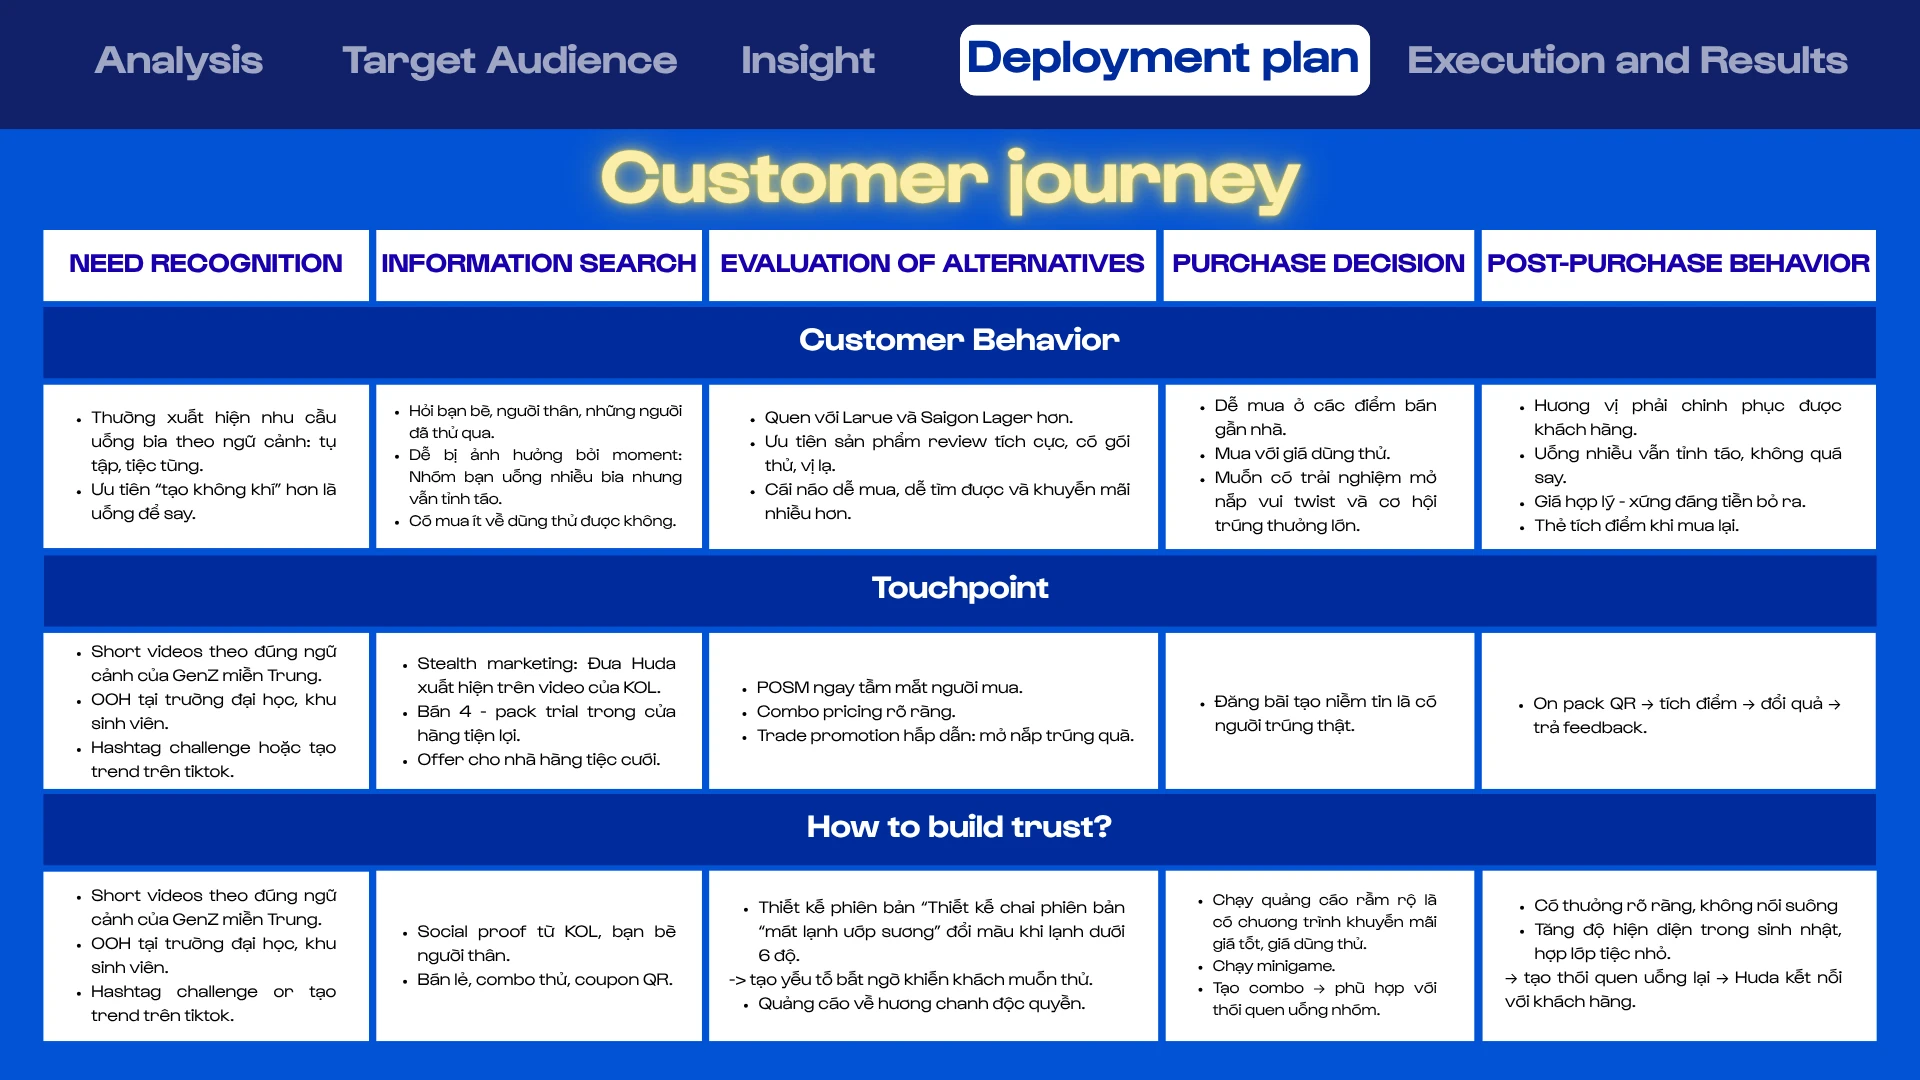 Analysis
Target Audience
Insight
Deployment plan
Execution and Results
Customer journey
NEED RECOGNITION
INFORMATION SEARCH
EVALUATION OF ALTERNATIVES
PURCHASE DECISION
POST-PURCHASE BEHAVIOR
Customer Behavior
• Thường xuất hiện nhu cầu
uống bia theo ngữ cảnh: tụ
tập, tiệc tùng.
• Ưu tiên “tạo không khí” hơn là
uống để say.
• Hỏi bạn bè, người thân, những người
đã thử qua.
• Dễ bị ảnh hưởng bởi moment:
Nhóm bạn uống nhiều bia nhưng
vẫn tỉnh táo.
• Có mua ít về dùng thử được không.
• Quen với Larue và Saigon Lager hơn.
• Ưu tiên sản phẩm review tích cực, có gói
thử, vị lạ.
• Cái nào dễ mua, dễ tìm được và khuyến mãi
nhiều hơn.
• Dễ mua ở các điểm bán
gần nhà.
• Mua với giá dùng thử.
• Muốn có trải nghiệm mở
nắp vui twist và cơ hội
trúng thưởng lớn.
• Hương vị phải chinh phục được
khách hàng.
• Uống nhiều vẫn tỉnh táo, không quá
say.
• Giá hợp lý - xứng đáng tiền bỏ ra.
• Thẻ tích điểm khi mua lại.
Touchpoint
• Short videos theo đúng ngữ
cảnh của GenZ miền Trung.
• OOH tại trường đại học, khu
sinh viên.
• Hashtag challenge hoặc tạo
trend trên tiktok.
• Stealth marketing: Đưa Huda
xuất hiện trên video của KOL.
• Bán 4 - pack trial trong cửa
hàng tiện lợi.
• Offer cho nhà hàng tiệc cưới.
• POSM ngay tầm mắt người mua.
• Combo pricing rõ ràng.
• Trade promotion hấp dẫn: mở nắp trúng quà.
• Đăng bài tạo niềm tin là có
người trúng thật.
• On pack QR → tích điểm → đổi quà →
trả feedback.
How to build trust?
• Short videos theo đúng ngữ
cảnh của GenZ miền Trung.
• OOH tại trường đại học, khu
sinh viên.
• Hashtag challenge or tạo
trend trên tiktok.
• Social proof từ KOL, bạn bè
người thân.
• Bán lẻ, combo thử, coupon QR.
• Thiết kế phiên bản “Thiết kế chai phiên bản
“mát lạnh ướp sương” đổi màu khi lạnh dưới
6 độ.
-> tạo yếu tố bất ngờ khiến khách muốn thử.
• Quảng cáo về hương chanh độc quyền.
• Chạy quảng cáo rầm rộ là
có chương trình khuyến mãi
giá tốt, giá dùng thử.
• Chạy minigame.
• Tạo combo → phù hợp với
thói quen uống nhóm.
• Có thưởng rõ ràng, không nói suông
• Tăng độ hiện diện trong sinh nhật,
hợp lớp tiệc nhỏ.
→ tạo thói quen uống lại → Huda kết nối
với khách hàng.